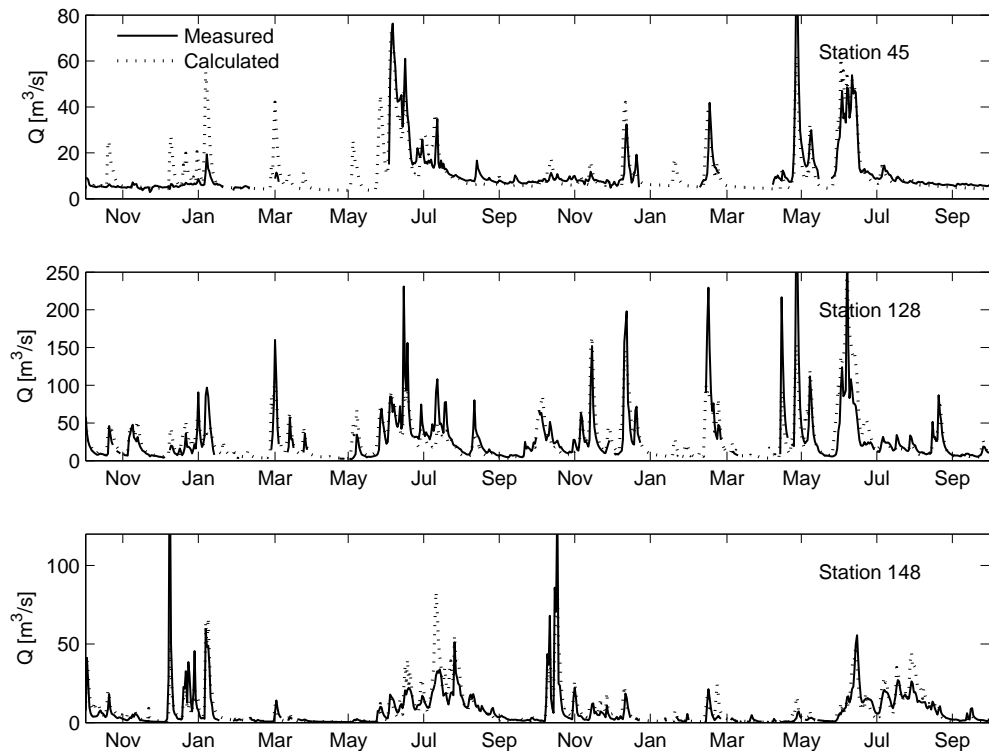 80
60
40
20
0
Q [m³/s]
Measured
Calculated
Station 45
Nov Jan Mar May Jul Sep Nov Jan Mar May Jul Sep
250
200
150
100
50
0
Q [m³/s]
Station 128
Nov Jan Mar May Jul Sep Nov Jan Mar May Jul Sep
100
50
0
Q [m³/s]
Station 148
Nov Jan Mar May Jul Sep Nov Jan Mar May Jul Sep